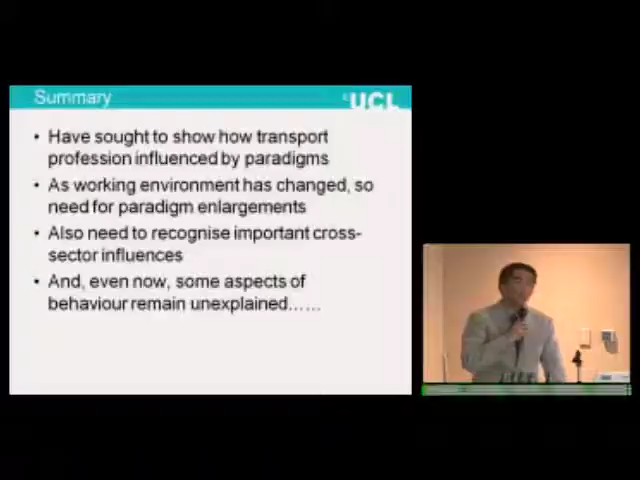 Summary
UCL
• Have sought to show how transport
profession influenced by paradigms
• As working environment has changed, so
need for paradigm enlargements
• Also need to recognise important cross-
sector influences
• And, even now, some aspects of
behaviour remain unexplained……